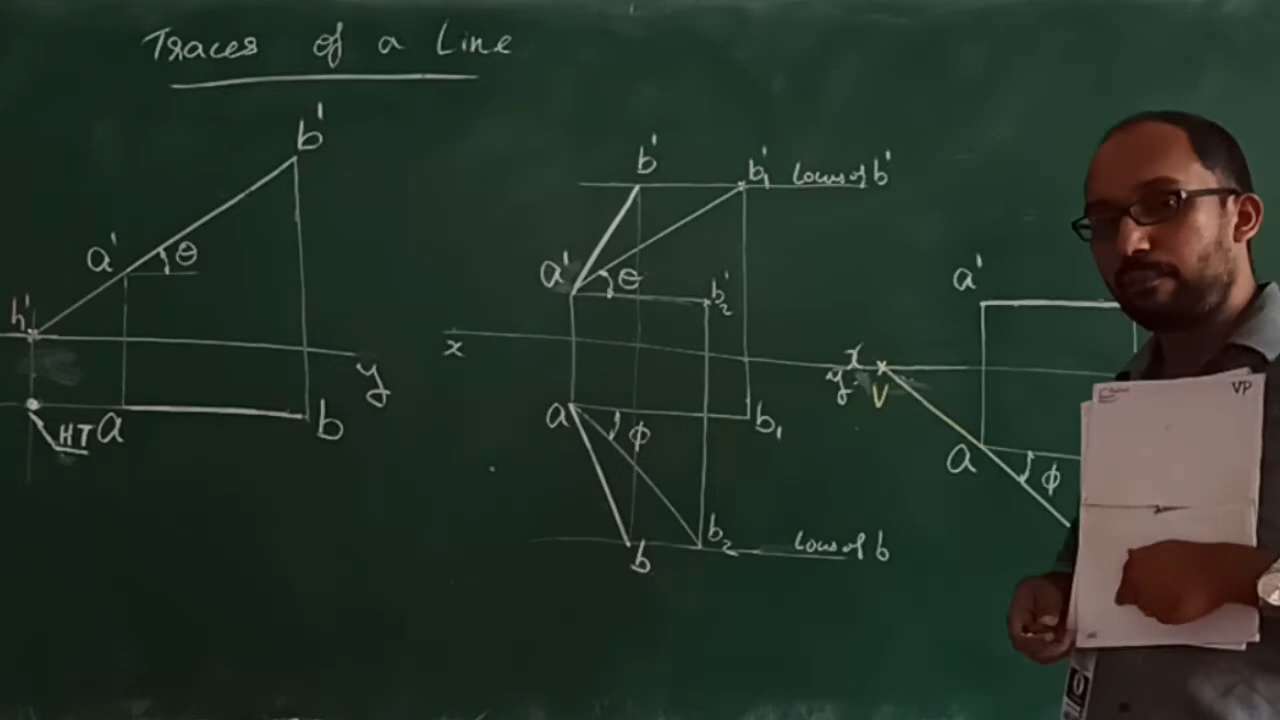 Traces of a Line
b'
a' θ
h'
y
HT a b
b' b₁' Locus of b'
a' θ b₂'
x y
a ϕ b₁
b b₂ Locus of b
a'
x V
a ϕ
VP